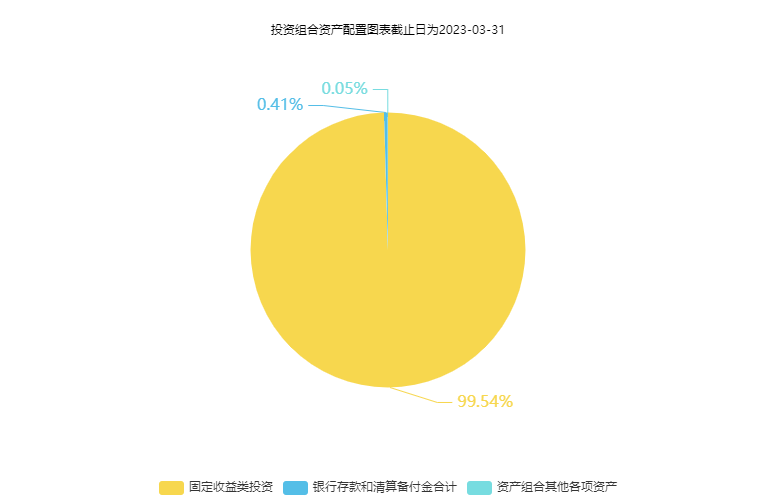 投资组合资产配置图表截止日为2023-03-31
0.05%
0.41%
99.54%
固定收益类投资 银行存款和清算备付金合计 资产组合其他各项资产